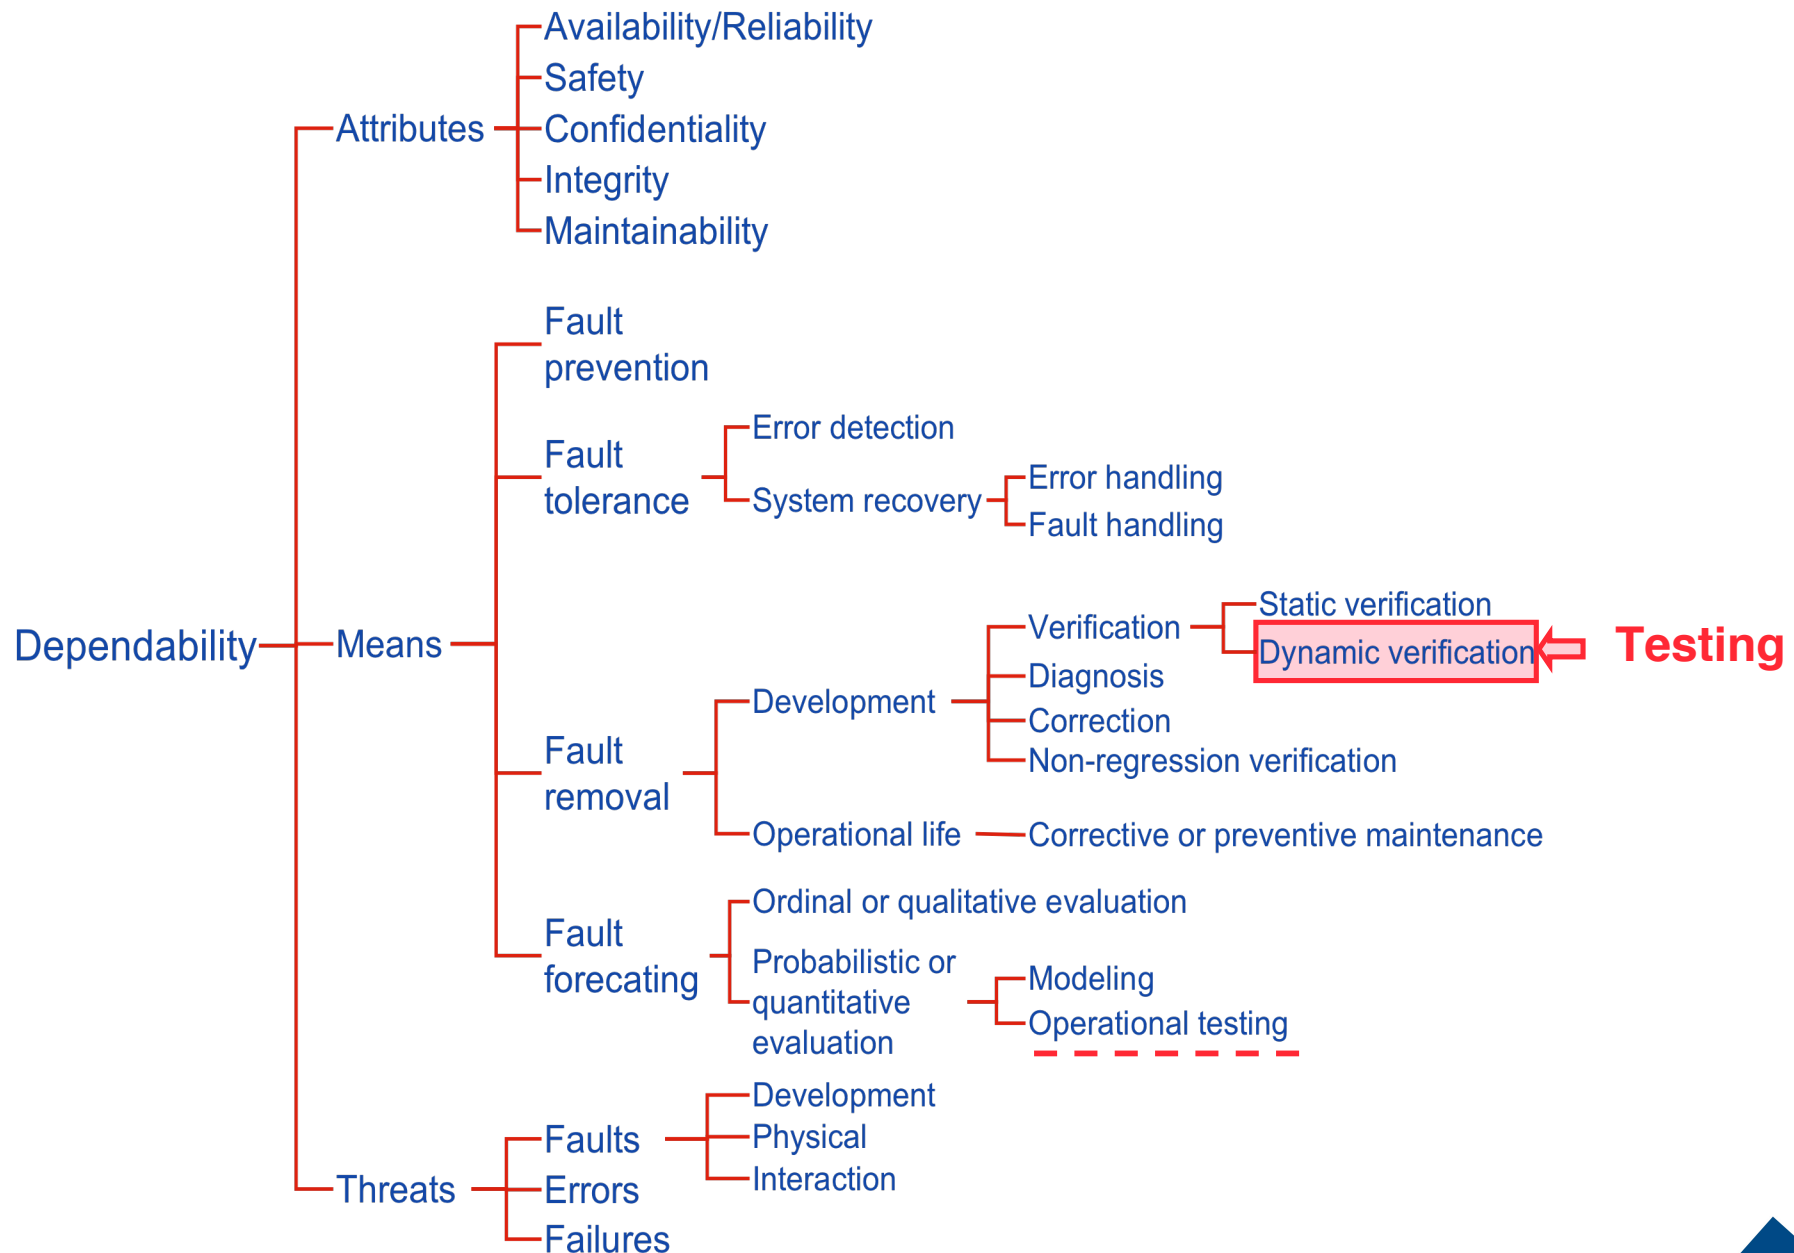 Availability/Reliability
Safety
Attributes
Confidentiality
Integrity
Maintainability
Fault
prevention
Error detection
Fault
tolerance
System recovery
Error handling
Fault handling
Dependability
Means
Static verification
Verification
Dynamic verification
Testing
Diagnosis
Development
Correction
Fault
removal
Non-regression verification
Operational life
Corrective or preventive maintenance
Ordinal or qualitative evaluation
Fault
forecating
Probabilistic or
quantitative
evaluation
Modeling
Operational testing
Development
Faults
Physical
Interaction
Threats
Errors
Failures